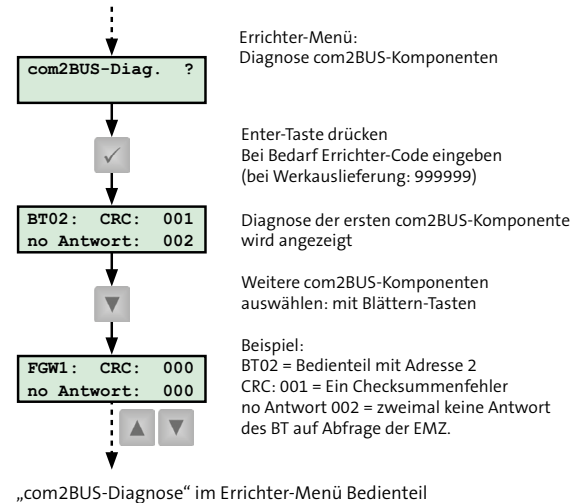 Errichter-Menü:
Diagnose com2BUS-Komponenten
com2BUS-Diag. ?
Enter-Taste drücken
Bei Bedarf Errichter-Code eingeben
(bei Werkauslieferung: 999999)
BT02: CRC: 001
no Antwort: 002
Diagnose der ersten com2BUS-Komponente
wird angezeigt
Weitere com2BUS-Komponenten
auswählen: mit Blättern-Tasten
FGW1: CRC: 000
no Antwort: 000
Beispiel:
BT02 = Bedienteil mit Adresse 2
CRC: 001 = Ein Checksummenfehler
no Antwort 002 = zweimal keine Antwort
des BT auf Abfrage der EMZ.
„com2BUS-Diagnose“ im Errichter-Menü Bedienteil